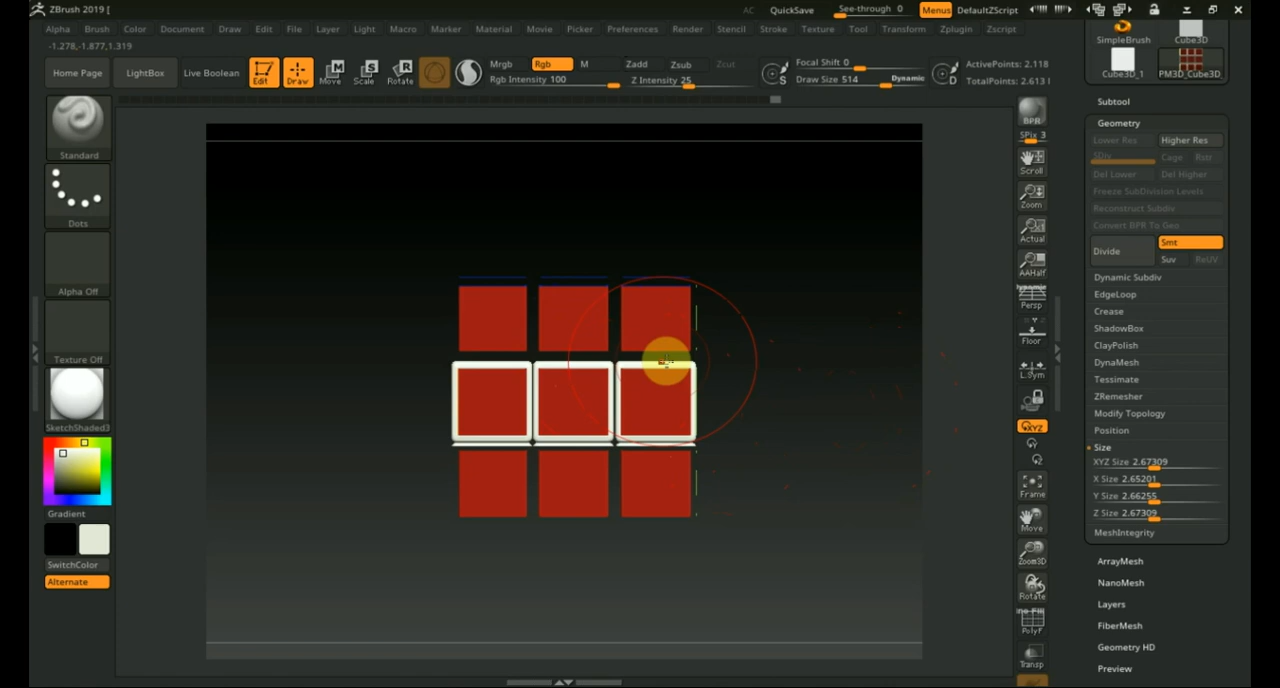 ZBrush 2019 [
AC QuickSave See-through 0 Menus DefaultZScript
Alpha Brush Color Document Draw Edit File Layer Light Macro Marker Material Movie Picker Preferences Render Stencil Stroke Texture Tool Transform Zplugin Zscript
-1.278,-1.877,1.319
Home Page LightBox Live Boolean Edit Draw Move Scale Rotate
Mrgb Rgb M Zadd Zsub Zcut
Rgb Intensity 100 Z Intensity 25
S Focal Shift 0
Draw Size 514 Dynamic D
ActivePoints: 2.118
TotalPoints: 2.613
Standard
Dots
Alpha Off
Texture Off
SketchShaded3
Gradient
SwitchColor
Alternate
BPR
SPix 3
Scroll
Zoom
Actual
AAHalf
Dynamic
Persp
Floor
L.Sym
XYZ
Frame
Move
Zoom3D
Rotate
PolyF
Transp
SimpleBrush Cube3D
Cube3D_1 PM3D_Cube3D_
Subtool
Geometry
Lower Res Higher Res
SDiv Cage Rstr
Del Lower Del Higher
Freeze SubDivision Levels
Reconstruct Subdiv
Convert BPR To Geo
Divide Smt
Suv ReUV
Dynamic Subdiv
EdgeLoop
Crease
ShadowBox
ClayPolish
DynaMesh
Tessimate
ZRemesher
Modify Topology
Position
Size
XYZ Size 2.67309
X Size 2.65201
Y Size 2.66255
Z Size 2.67309
MeshIntegrity
ArrayMesh
NanoMesh
Layers
FiberMesh
Geometry HD
Preview